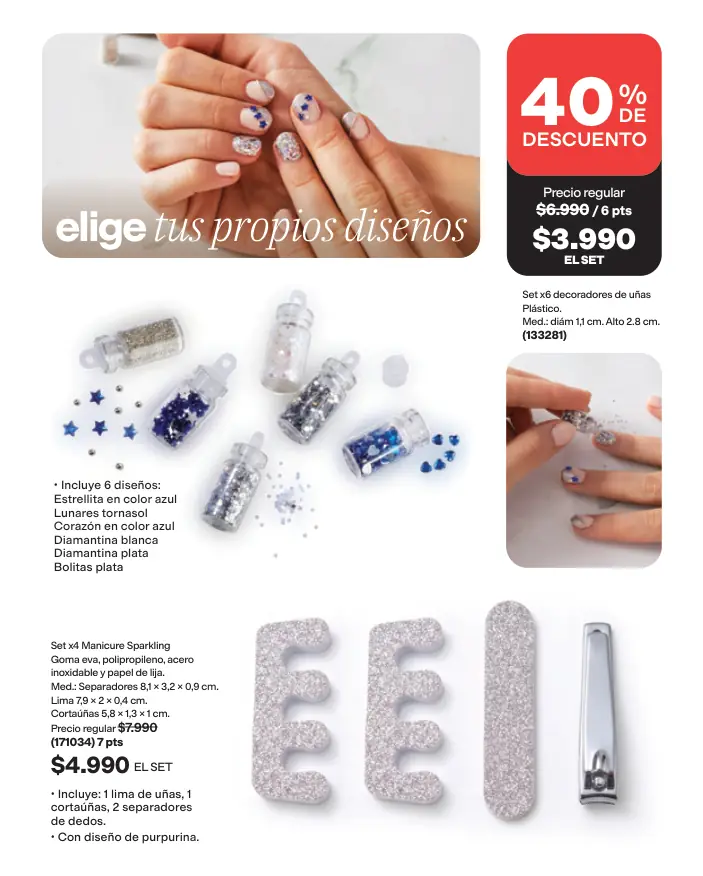 elige tus propios diseños
40 %
DE
DESCUENTO
Precio regular
$6.990 / 6 pts
$3.990
EL SET
Set x6 decoradores de uñas
Plástico.
Med.: diám 1,1 cm. Alto 2.8 cm.
(133281)
• Incluye 6 diseños:
Estrellita en color azul
Lunares tornasol
Corazón en color azul
Diamantina blanca
Diamantina plata
Bolitas plata
Set x4 Manicure Sparkling
Goma eva, polipropileno, acero
inoxidable y papel de lija.
Med.: Separadores 8,1 × 3,2 × 0,9 cm.
Lima 7,9 × 2 × 0,4 cm.
Cortaúñas 5,8 × 1,3 × 1 cm.
Precio regular $7.990
(171034) 7 pts
$4.990 EL SET
• Incluye: 1 lima de uñas, 1
cortaúñas, 2 separadores
de dedos.
• Con diseño de purpurina.